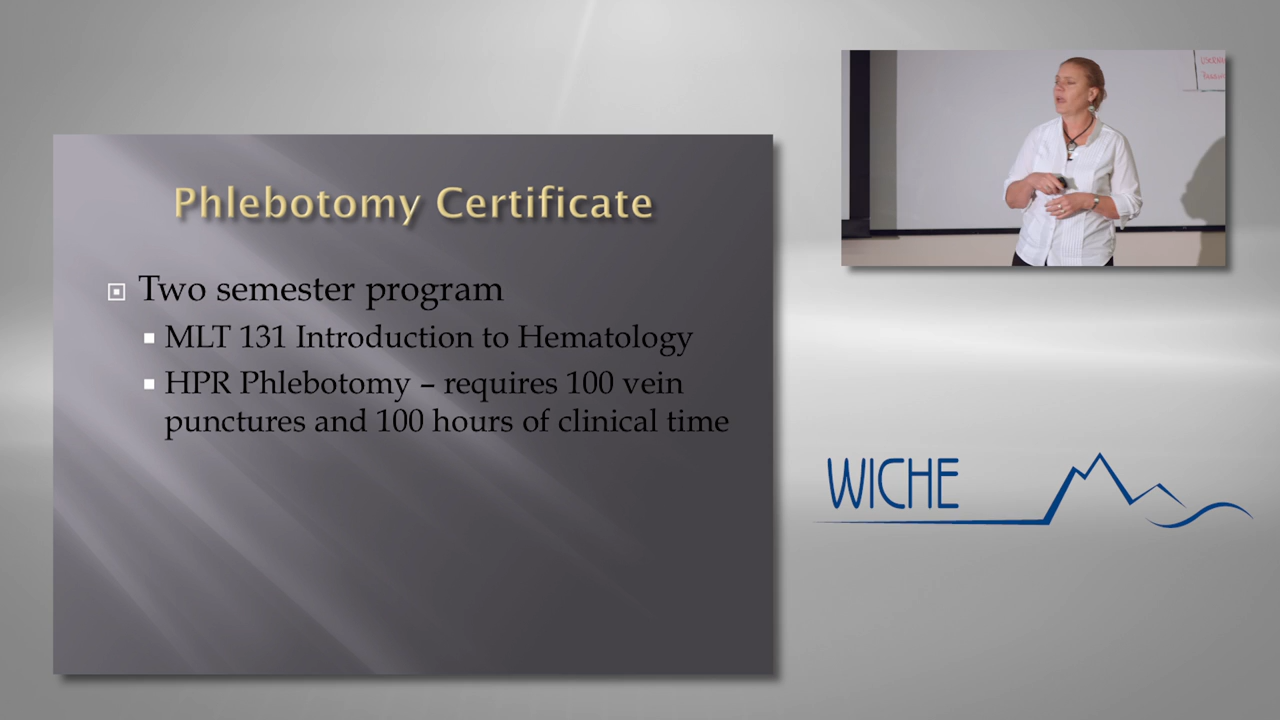 Phlebotomy Certificate
Two semester program
MLT 131 Introduction to Hematology
HPR Phlebotomy – requires 100 vein
punctures and 100 hours of clinical time
WICHE